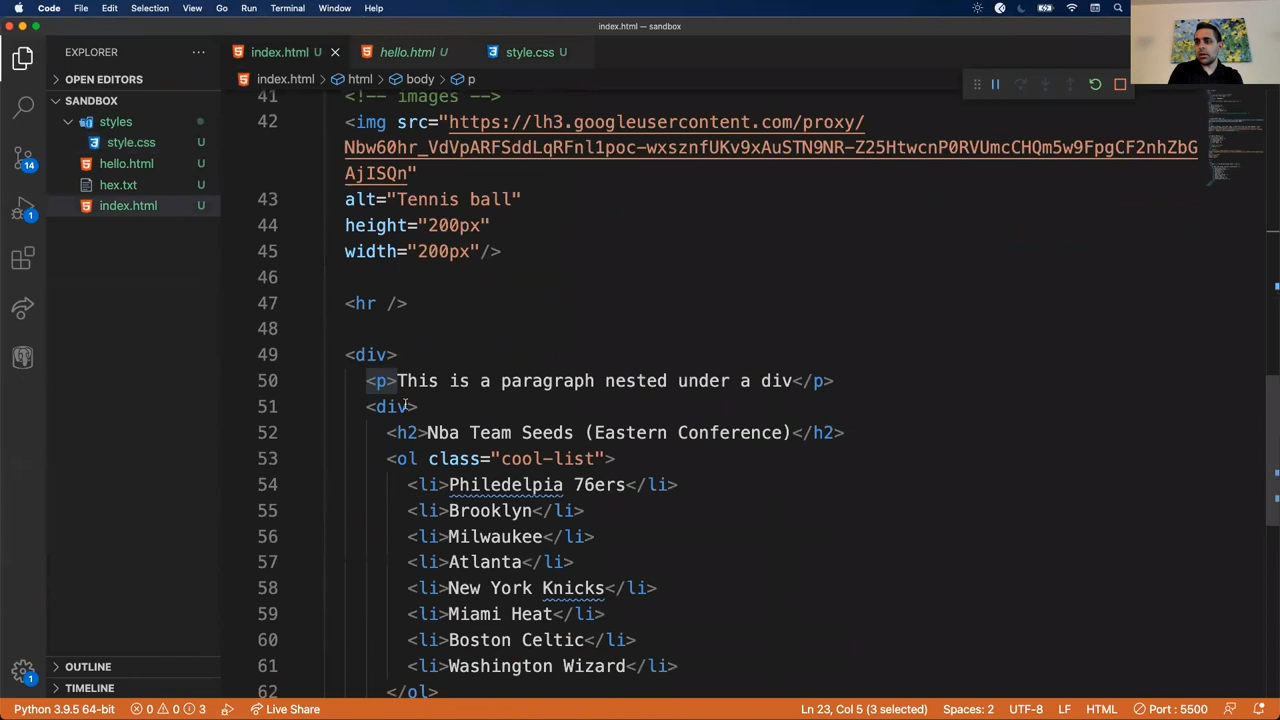 Code File Edit Selection View Go Run Terminal Window Help
index.html — sandbox
EXPLORER
index.html U
hello.html U
style.css U
index.html > html > body > p
OPEN EDITORS
SANDBOX
styles
style.css U
hello.html U
hex.txt U
index.html U
OUTLINE
TIMELINE
14
1
1
41 <!-- images -->
42 <img src="https:/lh3.googleusercontent.com/proxy/
Nbw60hr_VdVpARFSddLqRFnl1poc-wxsznfUKv9xAuSTN9NR-Z25HtwcnP0RVUmcCHQm5w9FpgCF2nhZbG
AjISQn"
43 alt="Tennis ball"
44 height="200px"
45 width="200px"/>
46
47 <hr />
48
49 <div>
50 <p>This is a paragraph nested under a div</p>
51 <div>
52 <h2>Nba Team Seeds (Eastern Conference)</h2>
53 <ol class="cool-list">
54 <li>Philedelpia 76ers</li>
55 <li>Brooklyn</li>
56 <li>Milwaukee</li>
57 <li>Atlanta</li>
58 <li>New York Knicks</li>
59 <li>Miami Heat</li>
60 <li>Boston Celtic</li>
61 <li>Washington Wizard</li>
62 </ol>
Python 3.9.5 64-bit 0 0 3 Live Share Ln 23, Col 5 (3 selected) Spaces: 2 UTF-8 LF HTML Port : 5500